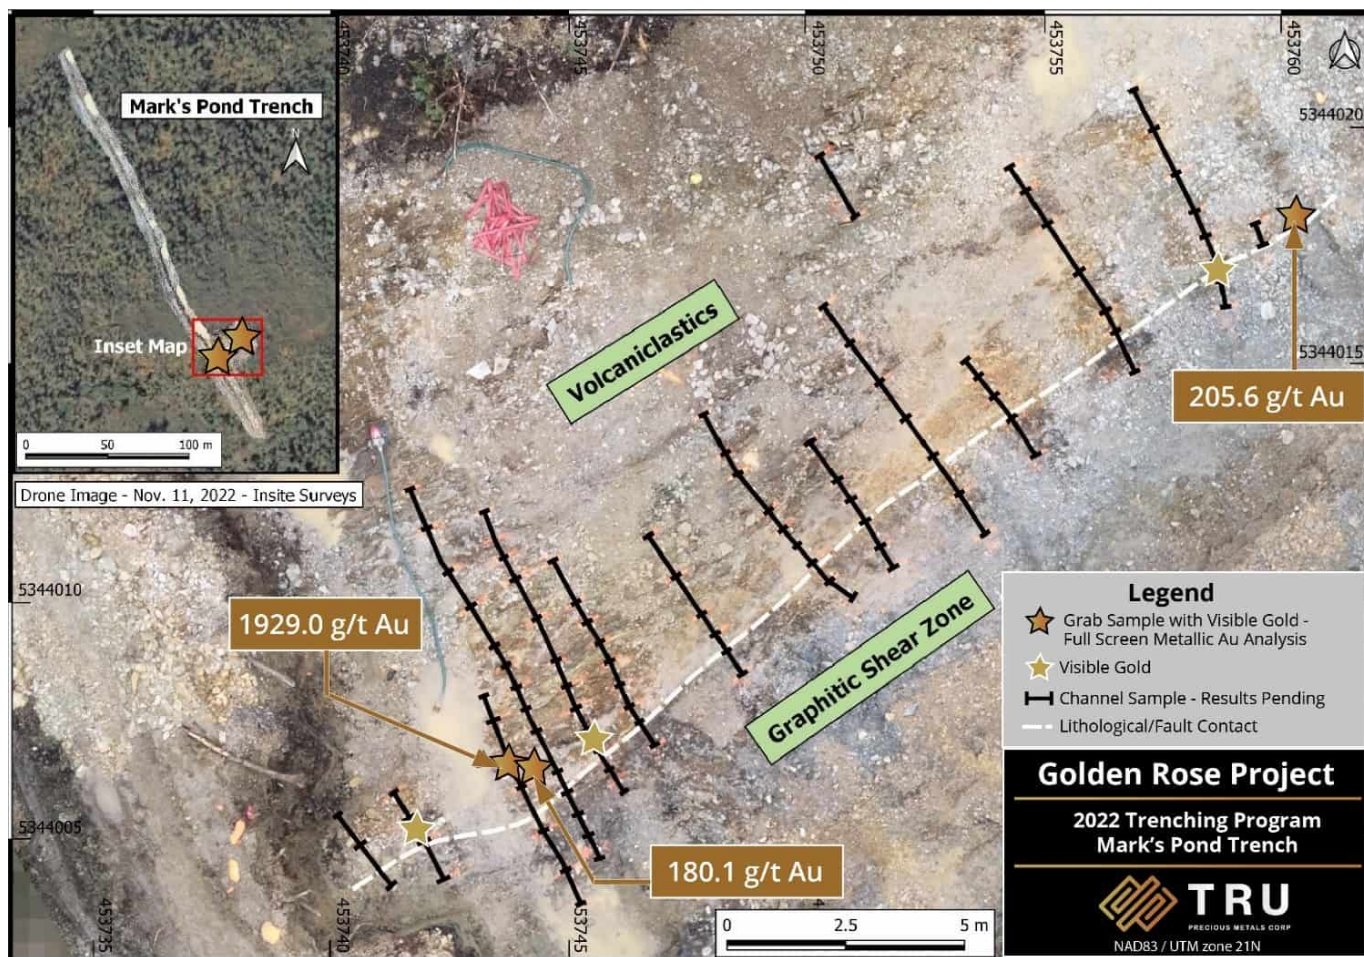 Mark's Pond Trench
N
Inset Map
0 50 100 m
Drone Image - Nov. 11, 2022 - Insite Surveys
453740
453745
453750
453755
453760
5344020
5344015
205.6 g/t Au
Volcaniclastics
5344010
1929.0 g/t Au
Graphitic Shear Zone
5344005
180.1 g/t Au
453735
453740
453745
0 2.5 5 m
Legend
Grab Sample with Visible Gold -
Full Screen Metallic Au Analysis
Visible Gold
Channel Sample - Results Pending
Lithological/Fault Contact
Golden Rose Project
2022 Trenching Program
Mark's Pond Trench
TRU
PRECIOUS METALS CORP
NAD83 / UTM zone 21N